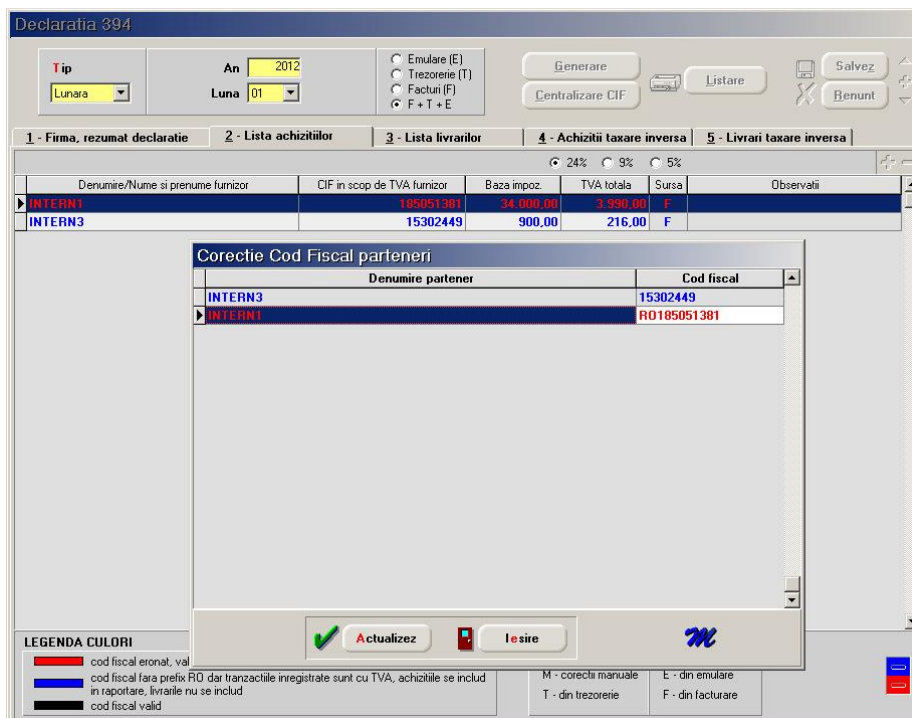 Declaratia 394
Tip
Lunara
An 2012
Luna 01
Emulare (E)
Trezorerie (T)
Facturi (F)
F + T + E
Generare
Centralizare CIF
Listare
Salvez
Renunt
1 - Firma, rezumat declaratie
2 - Lista achizitiilor
3 - Lista livrarilor
4 - Achizitii taxare inversa
5 - Livrari taxare inversa
24% 9% 5%
Denumire/Nume si prenume furnizor CIF in scop de TVA furnizor Baza impoz. TVA totala Sursa Observatii
INTERN1 185051381 34.000,00 3.990,00 F
INTERN3 15302449 900,00 216,00 F
Corectie Cod Fiscal parteneri
Denumire partener Cod fiscal
INTERN3 15302449
INTERN1 RO185051381
Actualizez
Iesire
LEGENDA CULORI
cod fiscal eronat, val
cod fiscal fara prefix RO dar tranzactiile inregistrate sunt cu TVA, achizitiile se includ
in raportare, livrarile nu se includ
cod fiscal valid
M - corectii manuale E - din emulare
T - din trezorerie F - din facturare